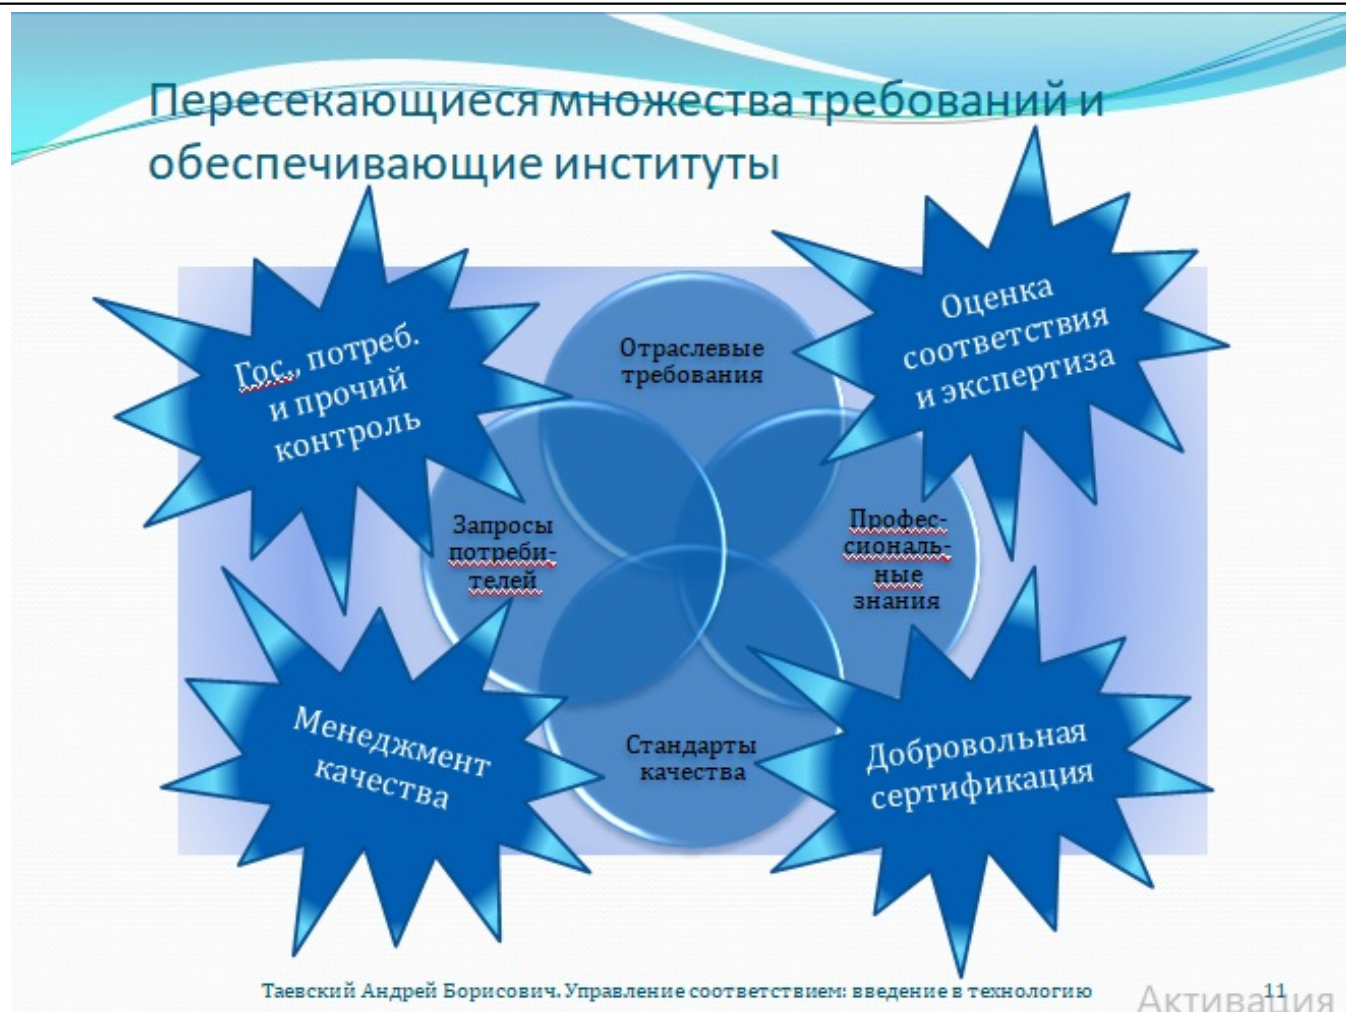 Пересекающиеся множества требований и
обеспечивающие институты
Гос., потреб.
и прочий
контроль
Оценка
соответствия
и экспертиза
Отраслевые
требования
Запросы
потреби-
телей
Профес-
сиональ-
ные
знания
Стандарты
качества
Менеджмент
качества
Добровольная
сертификация
Таевский Андрей Борисович. Управление соответствием: введение в технологию
11
Активация